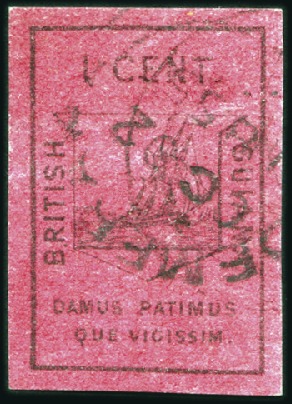 1 CENT.
BRITISH
GUIANA
DAMUS PATIMUS
QUE VICISSIM.